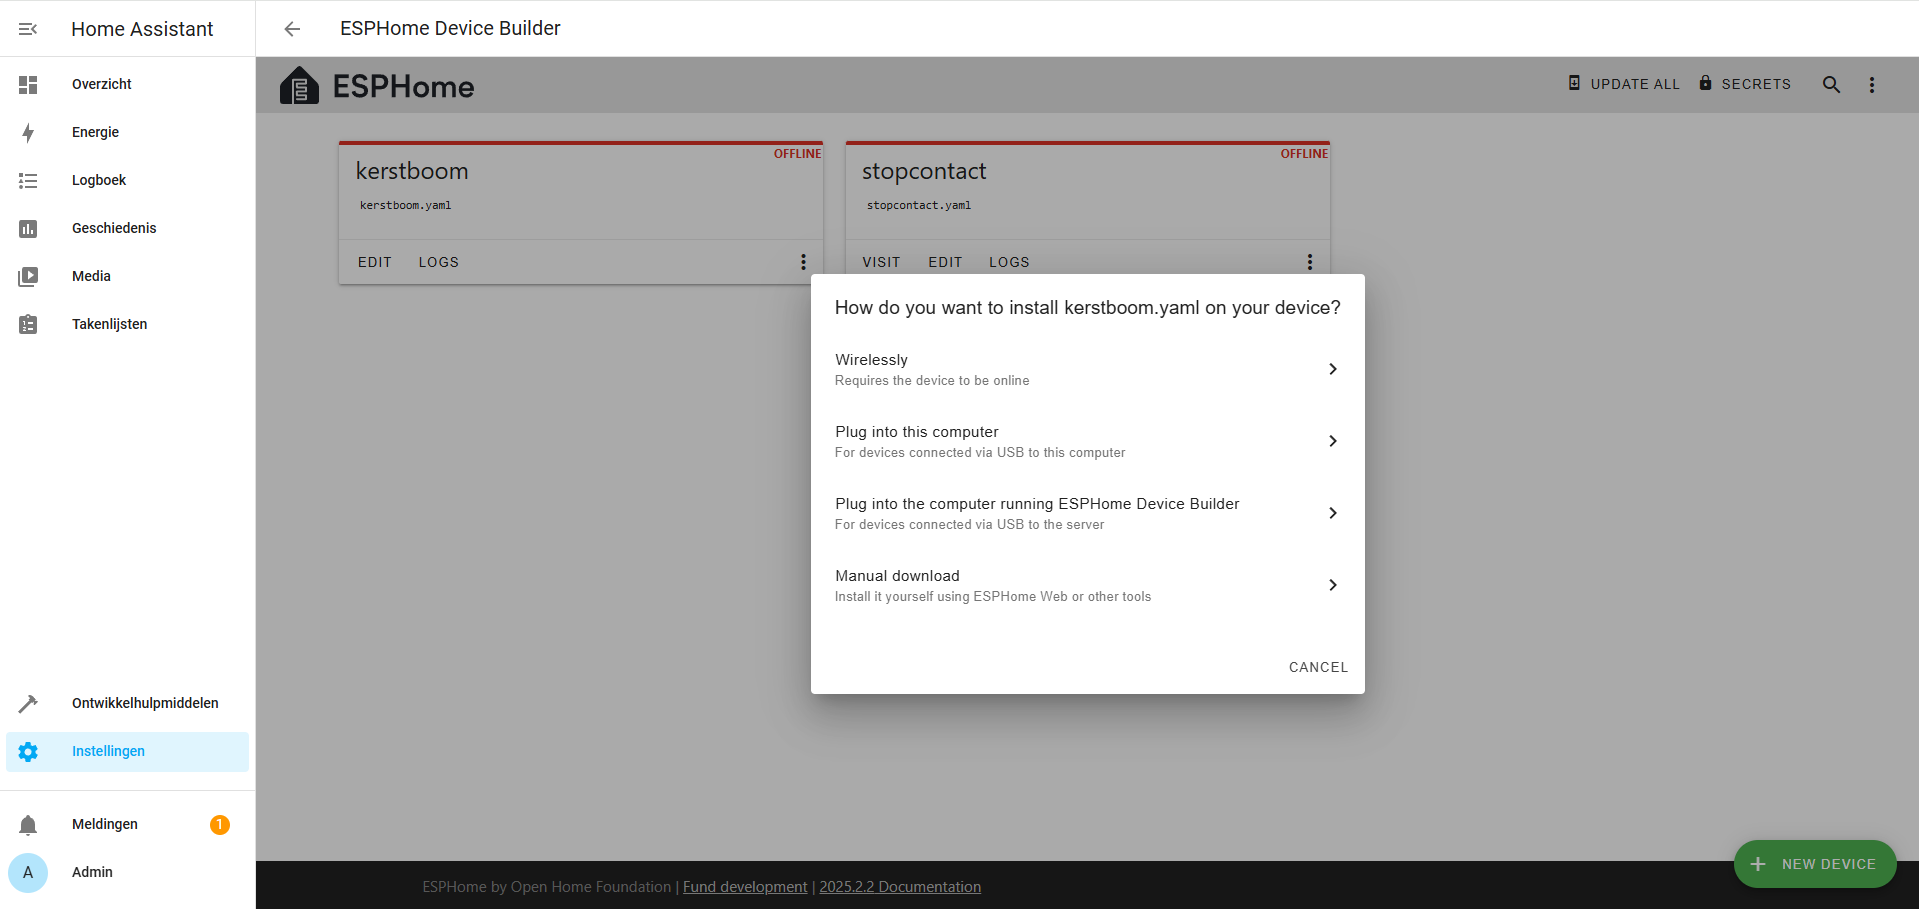 Home Assistant
ESPHome Device Builder
Overzicht
Energie
Logboek
Geschiedenis
Media
Takenlijsten
Ontwikkelhulpmiddelen
Instellingen
Meldingen
1
A
Admin
ESPHome
UPDATE ALL
SECRETS
OFFLINE
kerstboom
kerstboom.yaml
EDIT LOGS
OFFLINE
stopcontact
stopcontact.yaml
VISIT EDIT LOGS
How do you want to install kerstboom.yaml on your device?
Wirelessly
Requires the device to be online
Plug into this computer
For devices connected via USB to this computer
Plug into the computer running ESPHome Device Builder
For devices connected via USB to the server
Manual download
Install it yourself using ESPHome Web or other tools
CANCEL
NEW DEVICE
ESPHome by Open Home Foundation | Fund development | 2025.2.2 Documentation